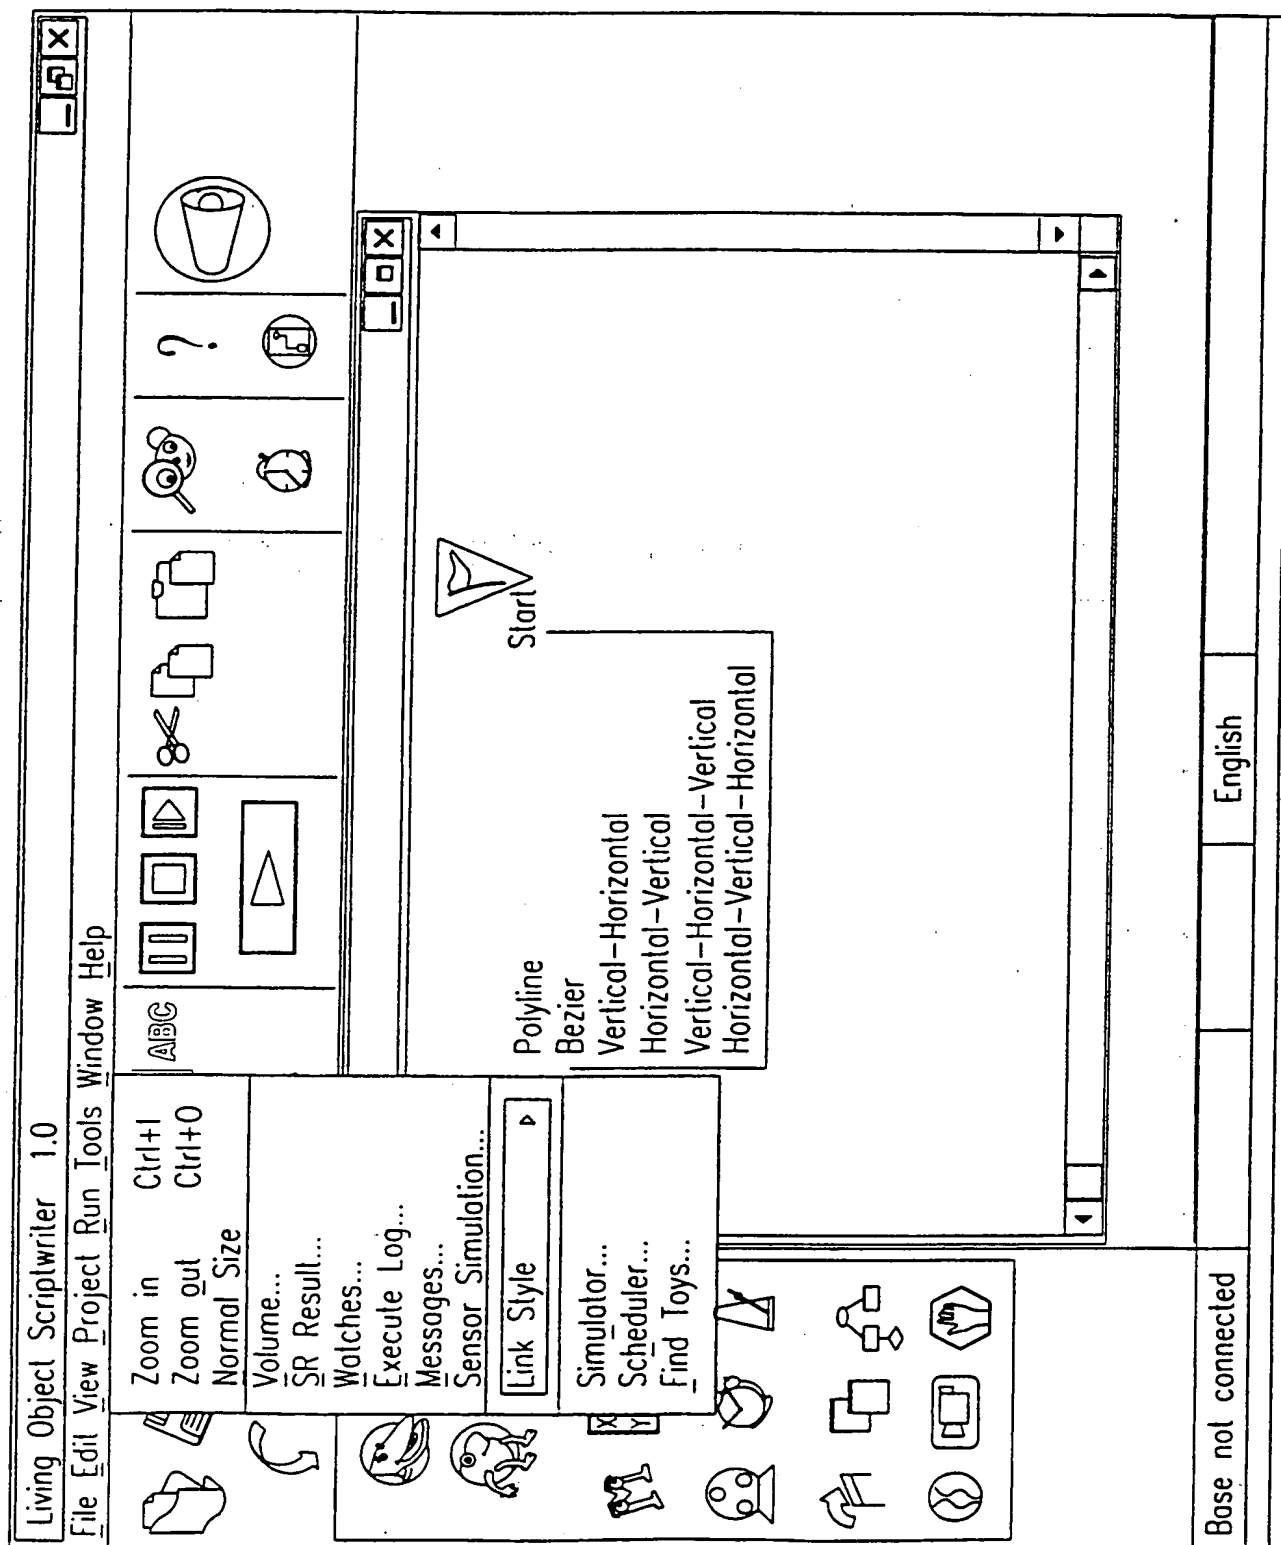 Living Object Scriptwriter 1.0
File Edit View Project Run Tools Window Help
Zoom in Ctrl+I
Zoom out Ctrl+O
Normal Size
Volume...
SR Result...
Watches...
Execute Log...
Messages...
Sensor Simulation...
Link Style
Simulator...
Scheduler...
Find Toys...
ABC
?
Start
Polyline
Bezier
Vertical-Horizontal
Horizontal-Vertical
Vertical-Horizontal-Vertical
Horizontal-Vertical-Horizontal
X
Y
Base not connected
English